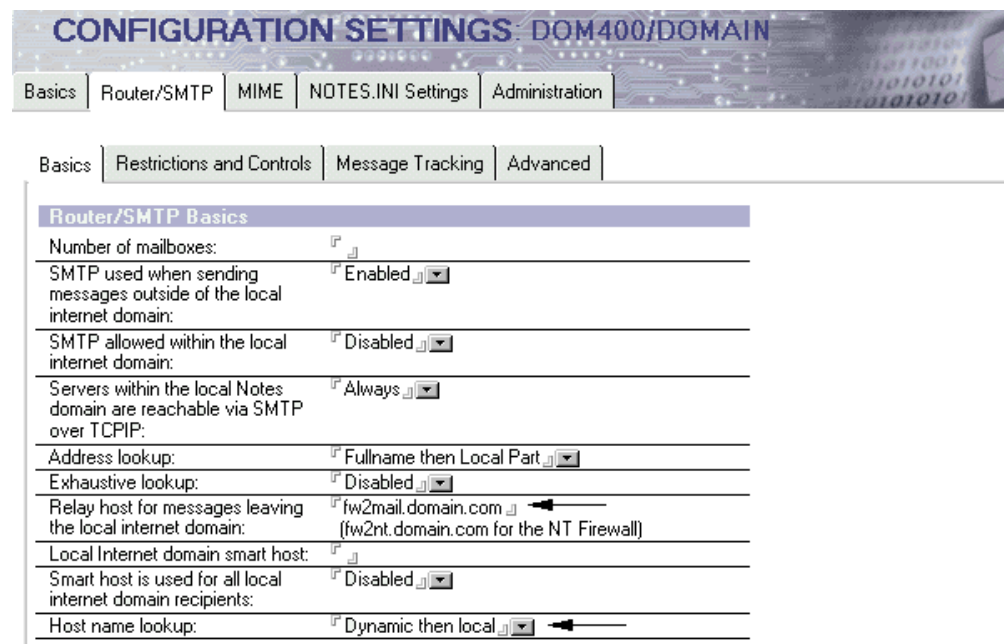 CONFIGURATION SETTINGS: DOM400/DOMAIN
Basics Router/SMTP MIME NOTES.INI Settings Administration
Basics Restrictions and Controls Message Tracking Advanced
Router/SMTP Basics
Number of mailboxes:
SMTP used when sending Enabled
messages outside of the local
internet domain:
SMTP allowed within the local Disabled
internet domain:
Servers within the local Notes Always
domain are reachable via SMTP
over TCPIP:
Address lookup: Fullname then Local Part
Exhaustive lookup: Disabled
Relay host for messages leaving fw2mail.domain.com
the local internet domain: (fw2nt.domain.com for the NT Firewall)
Local Internet domain smart host:
Smart host is used for all local Disabled
internet domain recipients:
Host name lookup: Dynamic then local